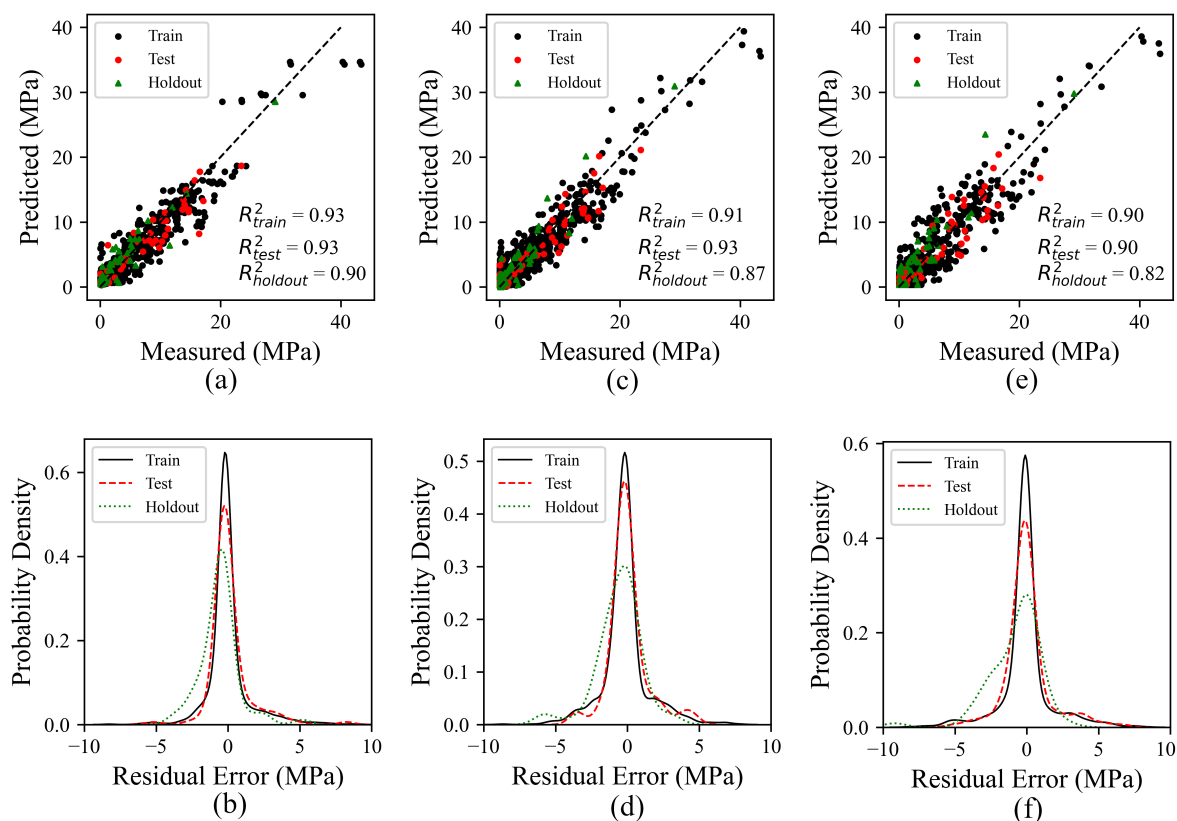 Train
Test
Holdout
40
30
20
10
0
Predicted (MPa)
R²train = 0.93
R²test = 0.93
R²holdout = 0.90
0
20
40
Measured (MPa)
(a)
Train
Test
Holdout
40
30
20
10
0
Predicted (MPa)
R²train = 0.91
R²test = 0.93
R²holdout = 0.87
0
20
40
Measured (MPa)
(c)
Train
Test
Holdout
40
30
20
10
0
Predicted (MPa)
R²train = 0.90
R²test = 0.90
R²holdout = 0.82
0
20
40
Measured (MPa)
(e)
Train
Test
Holdout
0.6
0.4
0.2
0.0
Probability Density
−10
−5
0
5
10
Residual Error (MPa)
(b)
Train
Test
Holdout
0.5
0.4
0.3
0.2
0.1
0.0
Probability Density
−10
−5
0
5
10
Residual Error (MPa)
(d)
Train
Test
Holdout
0.6
0.4
0.2
0.0
Probability Density
−10
−5
0
5
10
Residual Error (MPa)
(f)